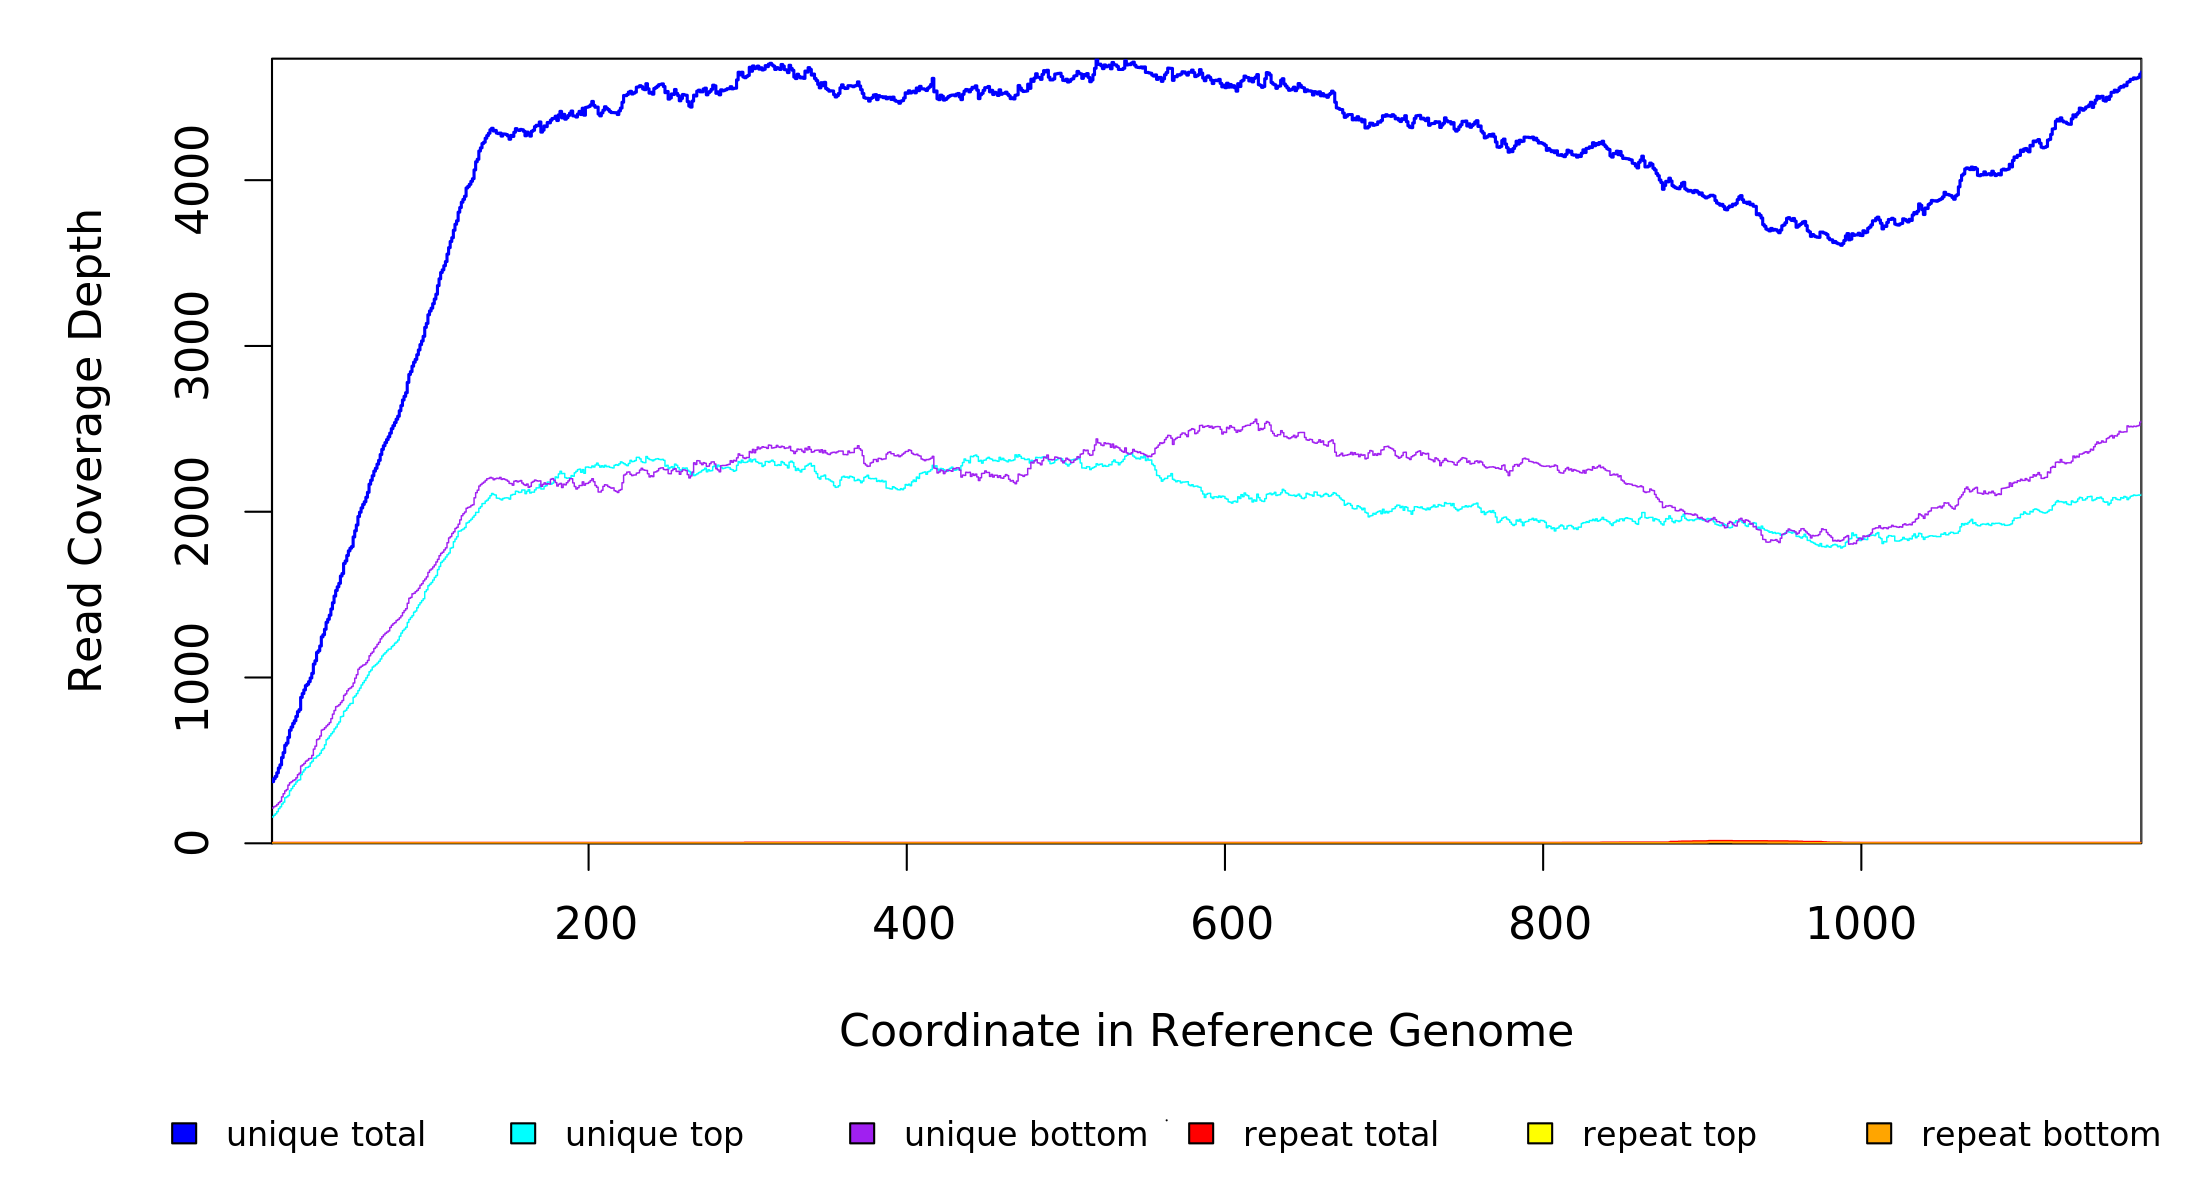 Read Coverage Depth
4000
3000
2000
1000
0
200 400 600 800 1000
Coordinate in Reference Genome
unique total unique top unique bottom repeat total repeat top repeat bottom